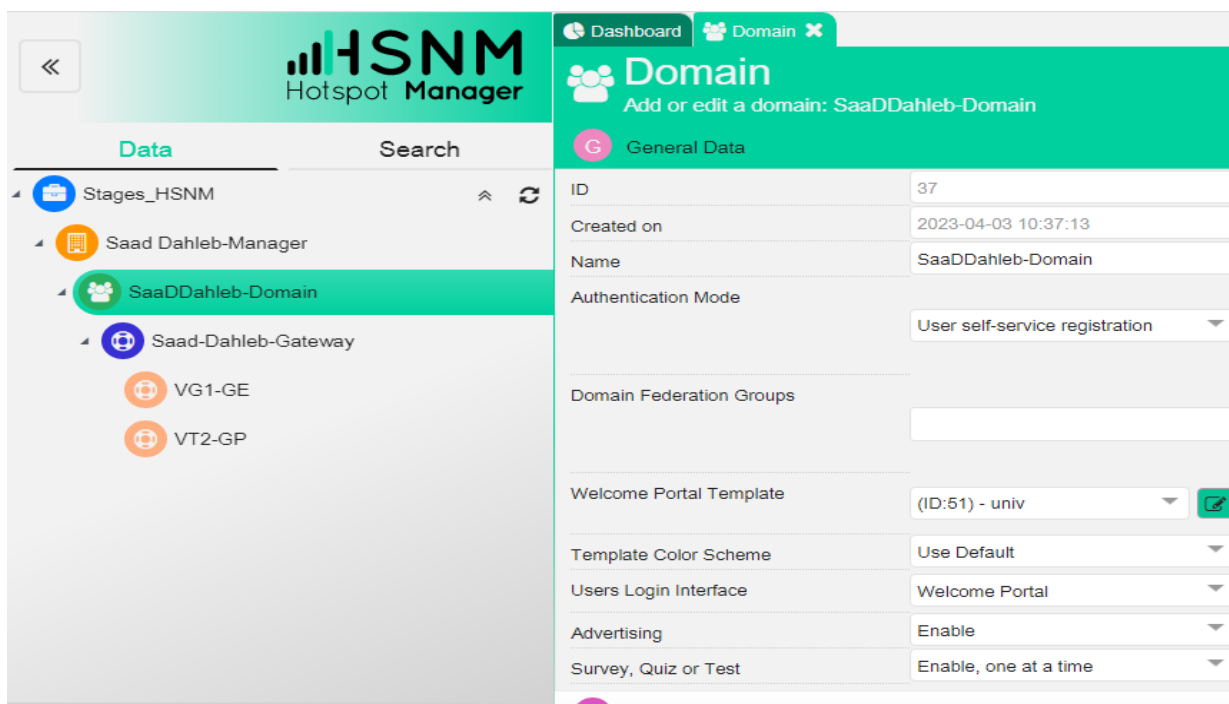 HSNM
Hotspot Manager
Data Search
Stages_HSNM
Saad Dahleb-Manager
SaaDDahleb-Domain
Saad-Dahleb-Gateway
VG1-GE
VT2-GP
Dashboard Domain
Domain
Add or edit a domain: SaaDDahleb-Domain
G General Data
ID 37
Created on 2023-04-03 10:37:13
Name SaaDDahleb-Domain
Authentication Mode
User self-service registration
Domain Federation Groups
Welcome Portal Template (ID:51) - univ
Template Color Scheme Use Default
Users Login Interface Welcome Portal
Advertising Enable
Survey, Quiz or Test Enable, one at a time